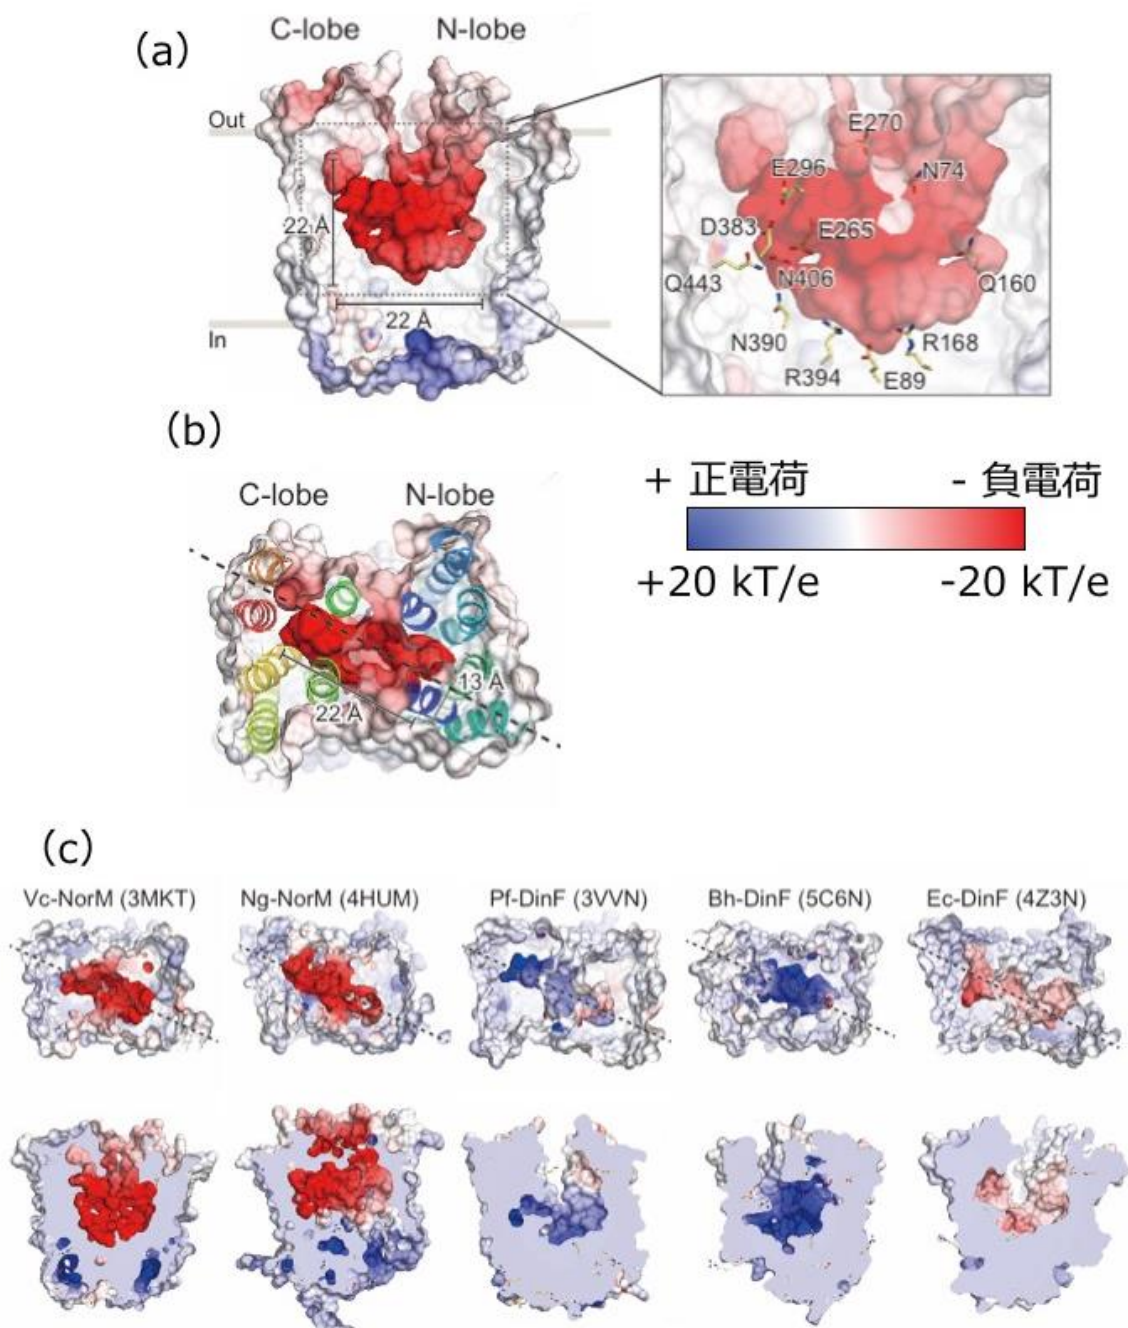 (a)
C-lobe N-lobe
Out
In
22 Å
22 Å
E270
E296
N74
D383
E265
Q443
N406
Q160
N390
R168
R394
E89
(b)
C-lobe N-lobe
13 Å
22 Å
+ 正電荷 - 負電荷
+20 kT/e -20 kT/e
(c)
Vc-NorM (3MKT) Ng-NorM (4HUM) Pf-DinF (3VVN) Bh-DinF (5C6N) Ec-DinF (4Z3N)